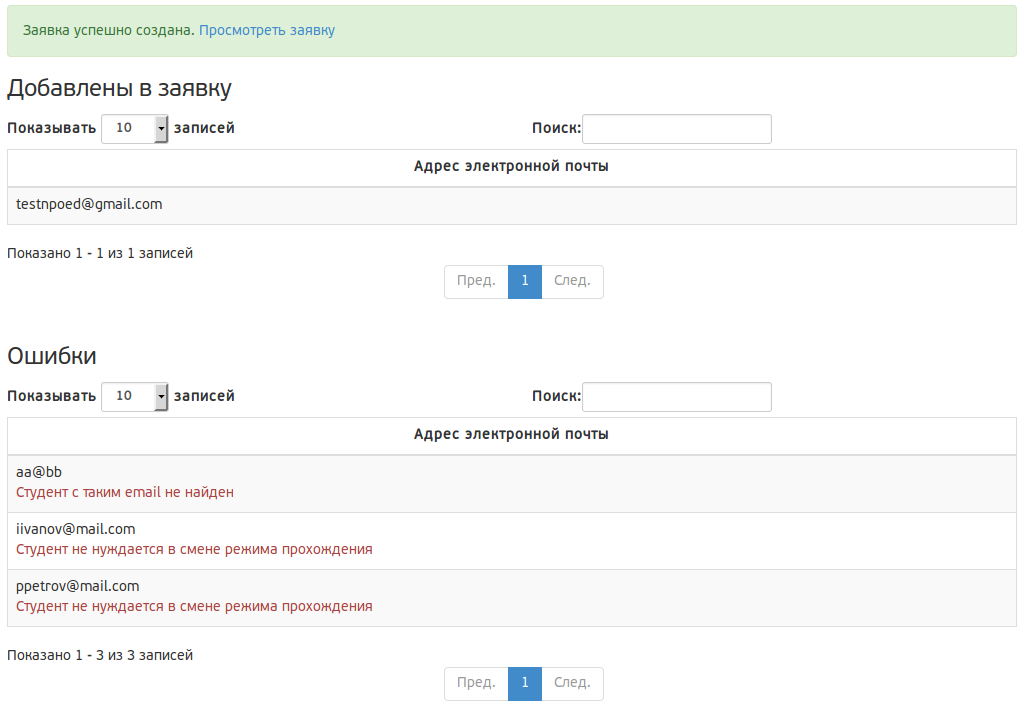 Заявка успешно создана. Просмотреть заявку
Добавлены в заявку
Показывать 10 записей Поиск:
Адрес электронной почты
testnpoed@gmail.com
Показано 1 - 1 из 1 записей
Пред. 1 След.
Ошибки
Показывать 10 записей Поиск:
Адрес электронной почты
aa@bb
Студент с таким email не найден
iivanov@mail.com
Студент не нуждается в смене режима прохождения
ppetrov@mail.com
Студент не нуждается в смене режима прохождения
Показано 1 - 3 из 3 записей
Пред. 1 След.